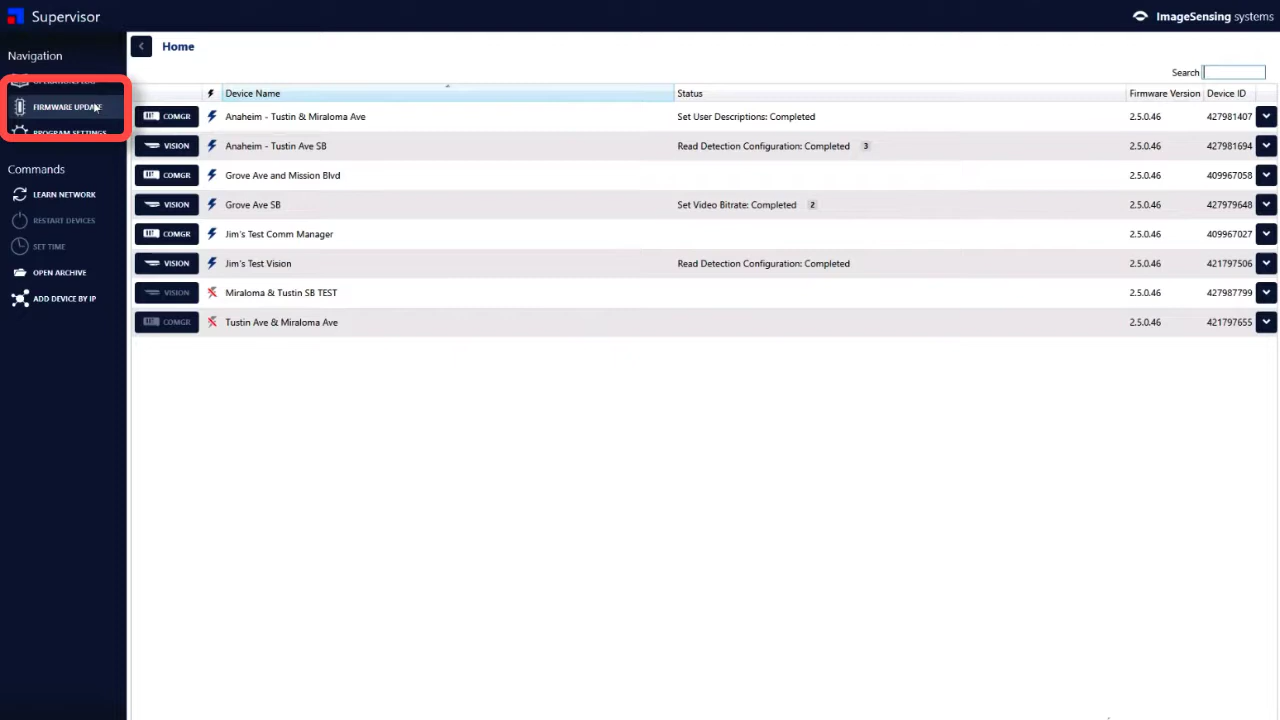 Supervisor
ImageSensing systems
Navigation
OPERATIONS LOG
FIRMWARE UPDATE
PROGRAM SETTINGS
Commands
LEARN NETWORK
RESTART DEVICES
SET TIME
OPEN ARCHIVE
ADD DEVICE BY IP
Home
Search
Device Name Status Firmware Version Device ID
COMGR Anaheim - Tustin & Miraloma Ave Set User Descriptions: Completed 2.5.0.46 427981407
VISION Anaheim - Tustin Ave SB Read Detection Configuration: Completed 3 2.5.0.46 427981694
COMGR Grove Ave and Mission Blvd 2.5.0.46 409967058
VISION Grove Ave SB Set Video Bitrate: Completed 2 2.5.0.46 427979648
COMGR Jim's Test Comm Manager 2.5.0.46 409967027
VISION Jim's Test Vision Read Detection Configuration: Completed 2.5.0.46 421797506
VISION Miraloma & Tustin SB TEST 2.5.0.46 427987799
COMGR Tustin Ave & Miraloma Ave 2.5.0.46 421797655